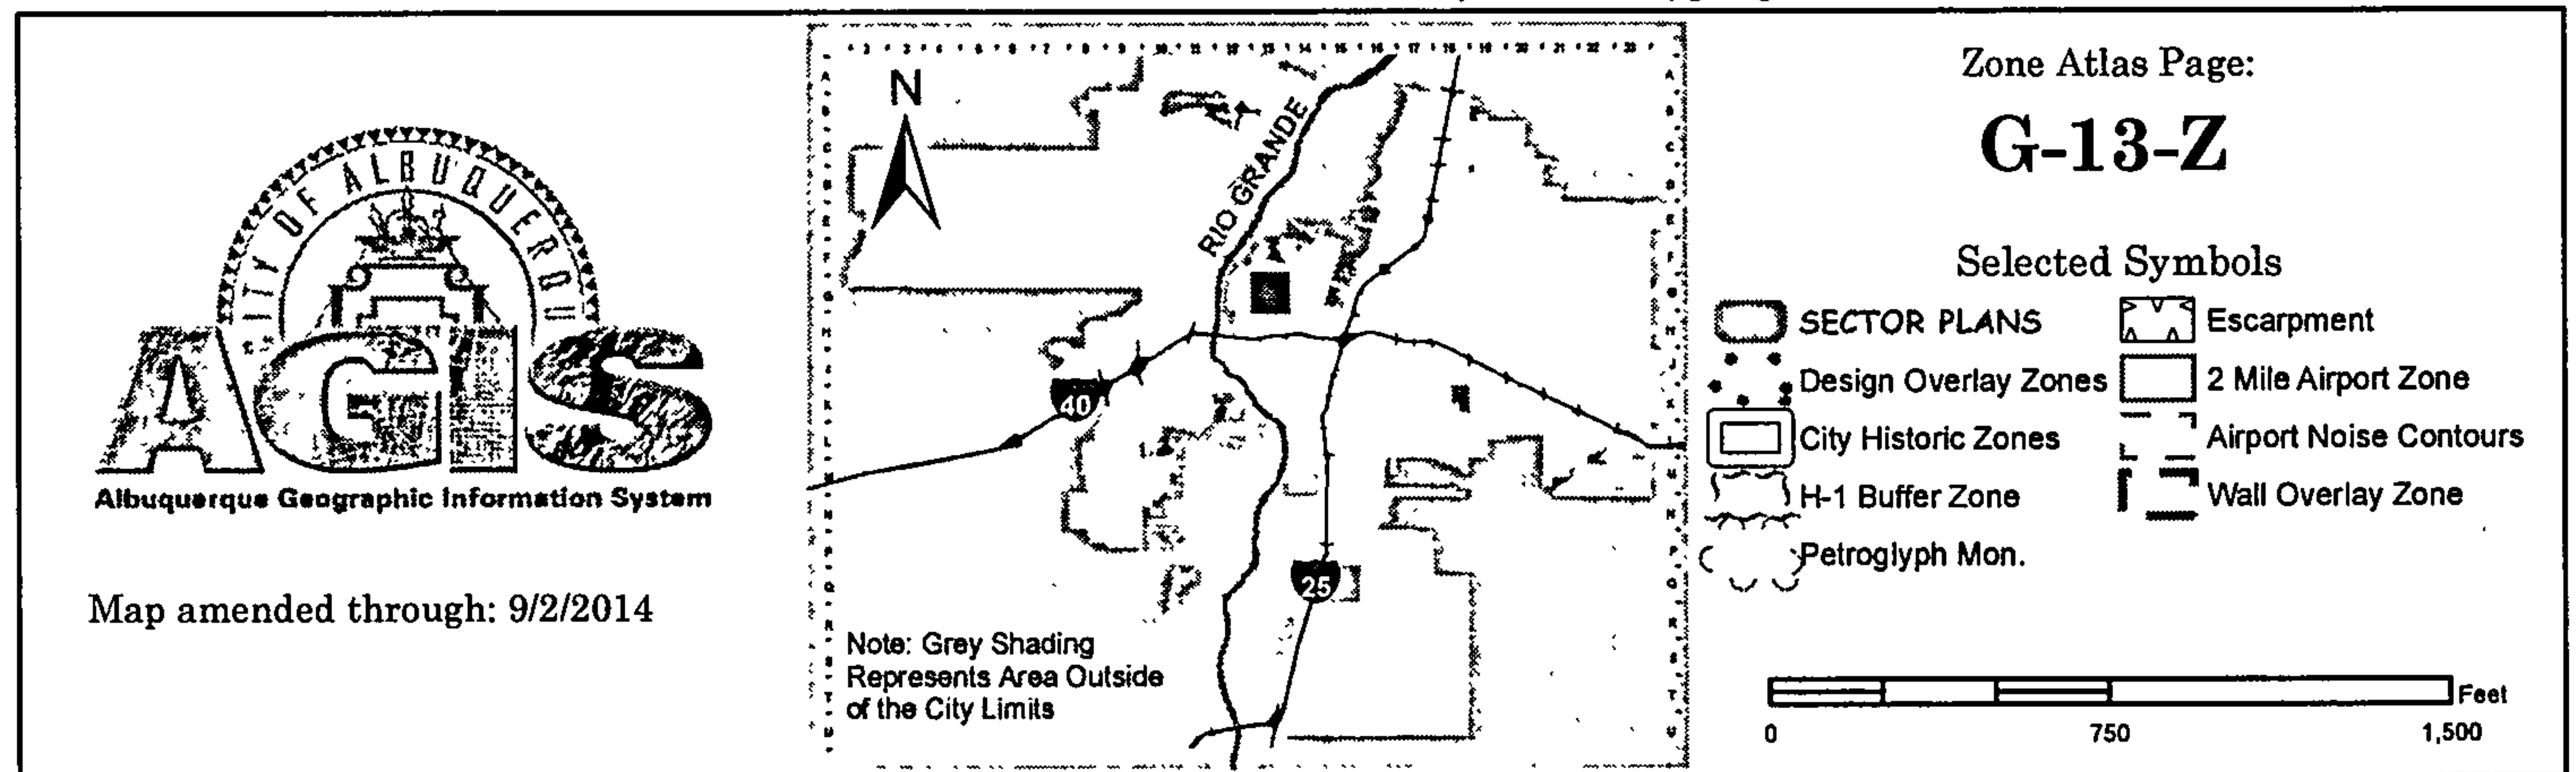 CITY OF ALBUQUERQU
AGIS
Albuquerque Geographic Information System
Map amended through: 9/2/2014
N
RIO GRANDE
40
25
Note: Grey Shading
Represents Area Outside
of the City Limits
Zone Atlas Page:
G-13-Z
Selected Symbols
SECTOR PLANS
Design Overlay Zones
City Historic Zones
H-1 Buffer Zone
Petroglyph Mon.
Escarpment
2 Mile Airport Zone
Airport Noise Contours
Wall Overlay Zone
Feet
0 750 1,500